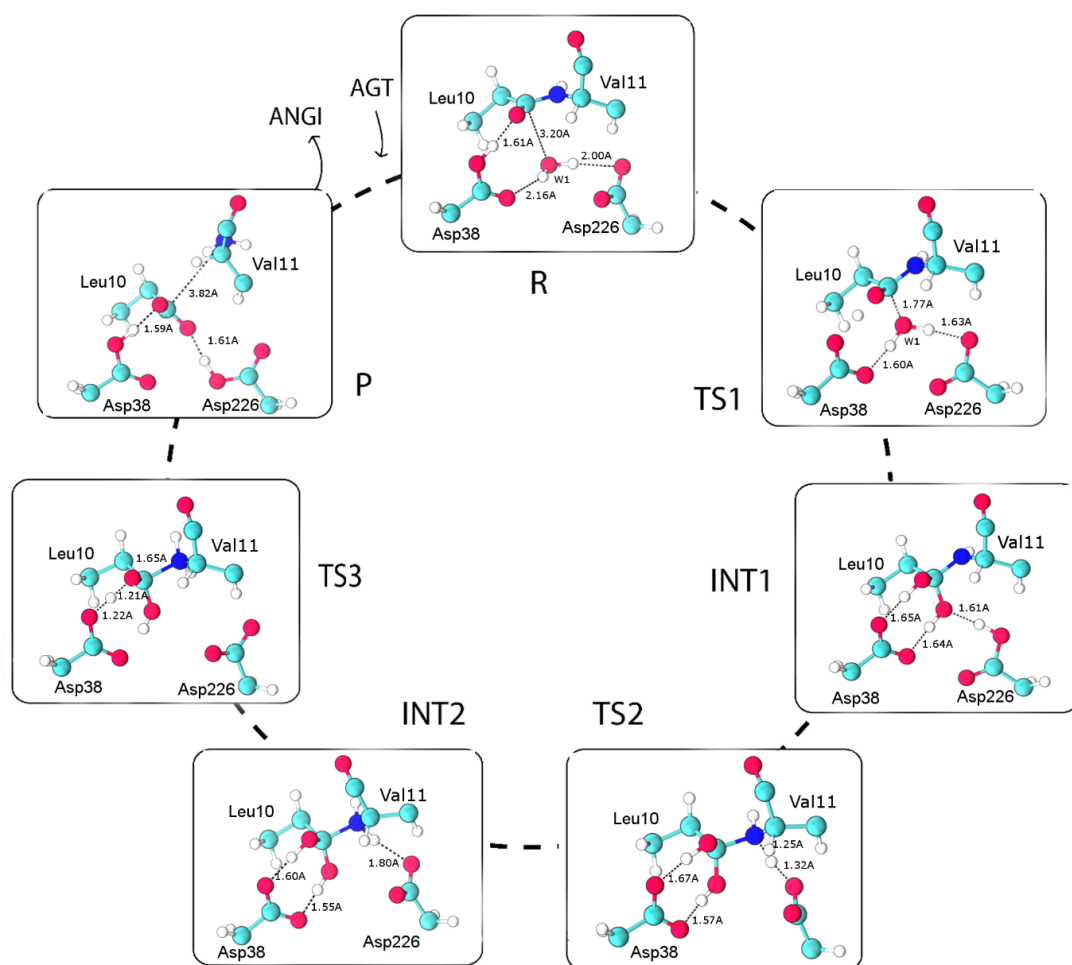 AGT
ANGI
Leu10
Val11
1.61A
3.20A
2.00A
W1
2.16A
Asp38
Asp226
R
Leu10
Val11
1.77A
1.63A
W1
1.60A
Asp38
Asp226
TS1
Leu10
Val11
1.65A
1.61A
1.64A
Asp38
Asp226
INT1
TS2
Leu10
Val11
1.25A
1.32A
1.67A
1.57A
Asp38
INT2
Leu10
Val11
1.80A
1.60A
1.55A
Asp38
Asp226
TS3
Leu10
1.65A
Val11
1.21A
1.22A
Asp38
Asp226
P
Leu10
Val11
3.82A
1.59A
1.61A
Asp38
Asp226